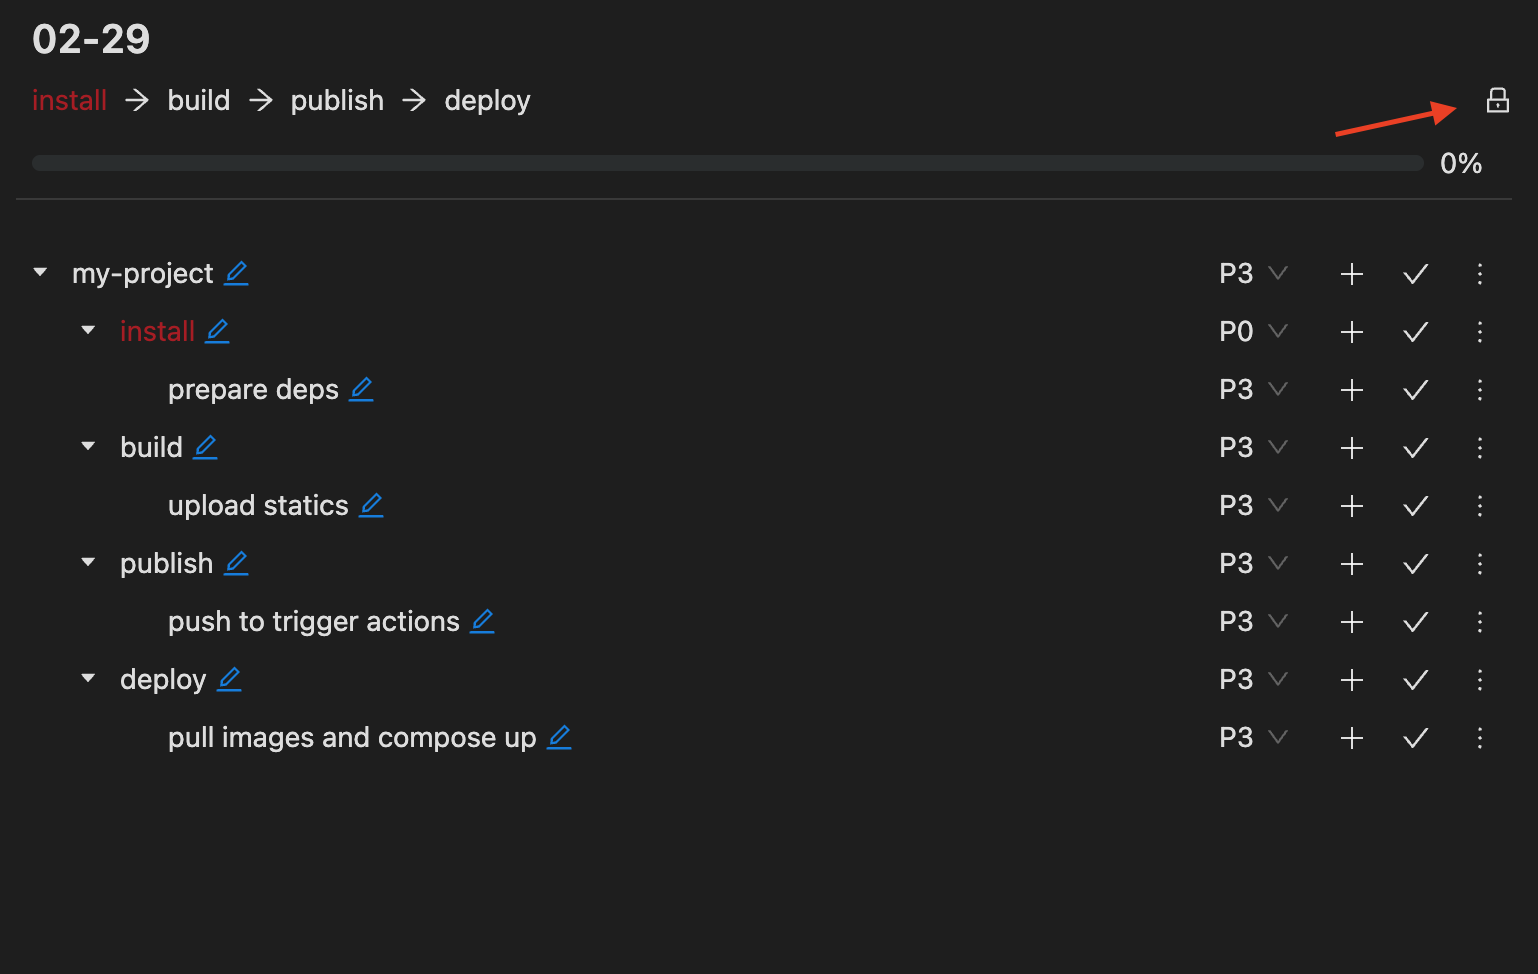 02-29
install → build → publish → deploy
0%
my-project P3
install P0
prepare deps P3
build P3
upload statics P3
publish P3
push to trigger actions P3
deploy P3
pull images and compose up P3